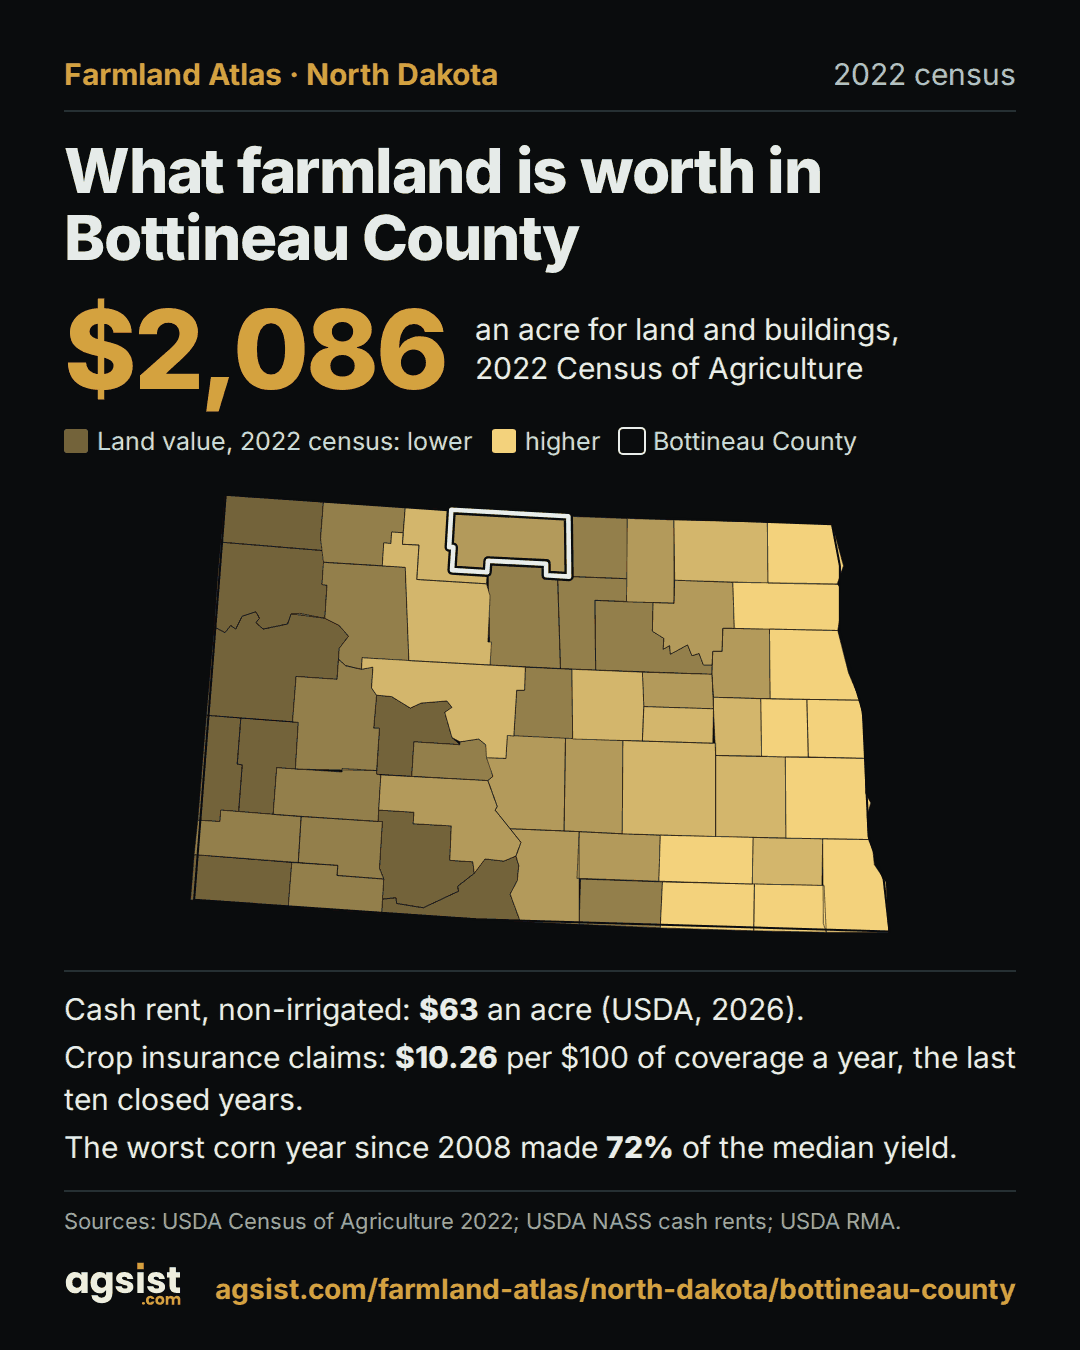 Farmland Atlas · North Dakota
2022 census
What farmland is worth in
Bottineau County
$2,086
an acre for land and buildings,
2022 Census of Agriculture
Land value, 2022 census: lower
higher
Bottineau County
Cash rent, non-irrigated: $63 an acre (USDA, 2026).
Crop insurance claims: $10.26 per $100 of coverage a year, the last
ten closed years.
The worst corn year since 2008 made 72% of the median yield.
Sources: USDA Census of Agriculture 2022; USDA NASS cash rents; USDA RMA.
agsist
.com
agsist.com/farmland-atlas/north-dakota/bottineau-county